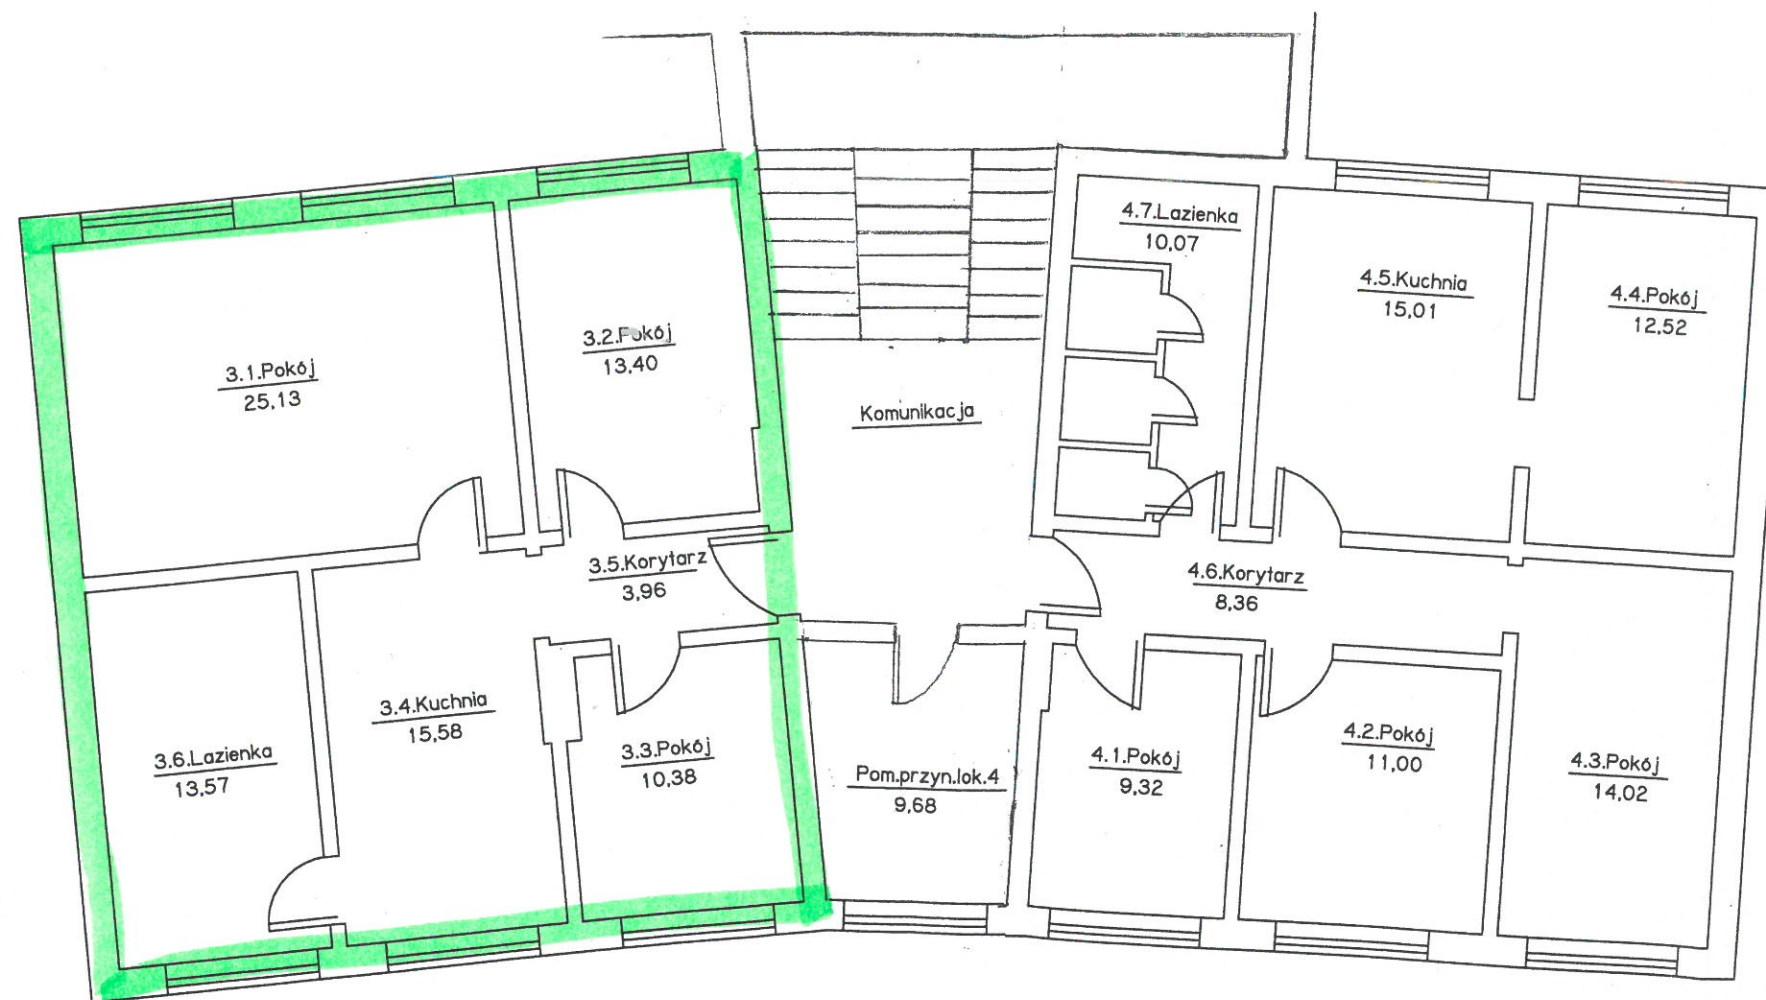 3.1.Pokój
25,13
3.2.Pokój
13,40
3.5.Korytarz
3,96
3.4.Kuchnia
15,58
3.6.Lazienka
13,57
3.3.Pokój
10,38
Komunikacja
Pom.przyn.lok.4
9,68
4.7.Lazienka
10,07
4.5.Kuchnia
15,01
4.4.Pokój
12,52
4.6.Korytarz
8,36
4.1.Pokój
9,32
4.2.Pokój
11,00
4.3.Pokój
14,02